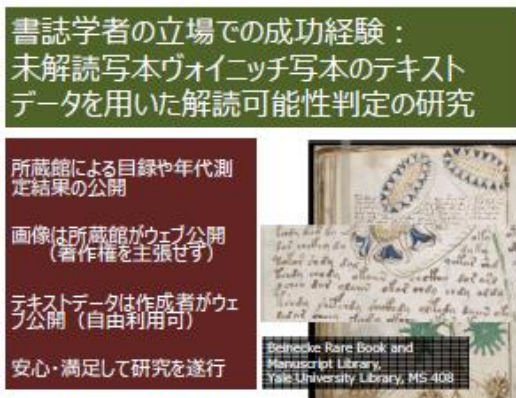 書誌学者の立場での成功経験：
未解読写本ヴォイニッチ写本のテキスト
データを用いた解読可能性判定の研究
所蔵館による目録や年代測
定結果の公開
画像は所蔵館がウェブ公開
（著作権を主張せず）
テキストデータは作成者がウェ
ブ公開（自由利用可）
安心・満足して研究を遂行
Beinecke Rare Book and
Manuscript Library,
Yale University Library, MS 408